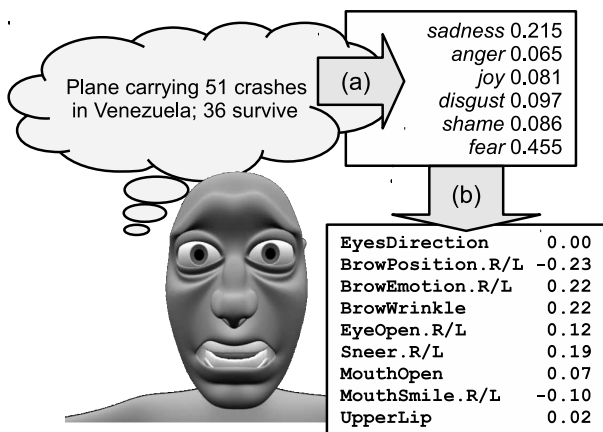 Plane carrying 51 crashes
in Venezuela; 36 survive
(a)
sadness 0.215
anger 0.065
joy 0.081
disgust 0.097
shame 0.086
fear 0.455
(b)
EyesDirection 0.00
BrowPosition.R/L -0.23
BrowEmotion.R/L 0.22
BrowWrinkle 0.22
EyeOpen.R/L 0.12
Sneer.R/L 0.19
MouthOpen 0.07
MouthSmile.R/L -0.10
UpperLip 0.02